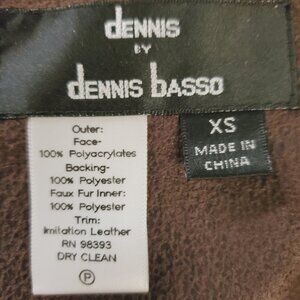 dENNIS
BY
dENNIS bASSO
Outer:
Face-
100% Polyacrylates
Backing-
100% Polyester
Faux Fur Inner:
100% Polyester
Trim:
Imitation Leather
RN 98393
DRY CLEAN
P
XS
MADE IN
CHINA